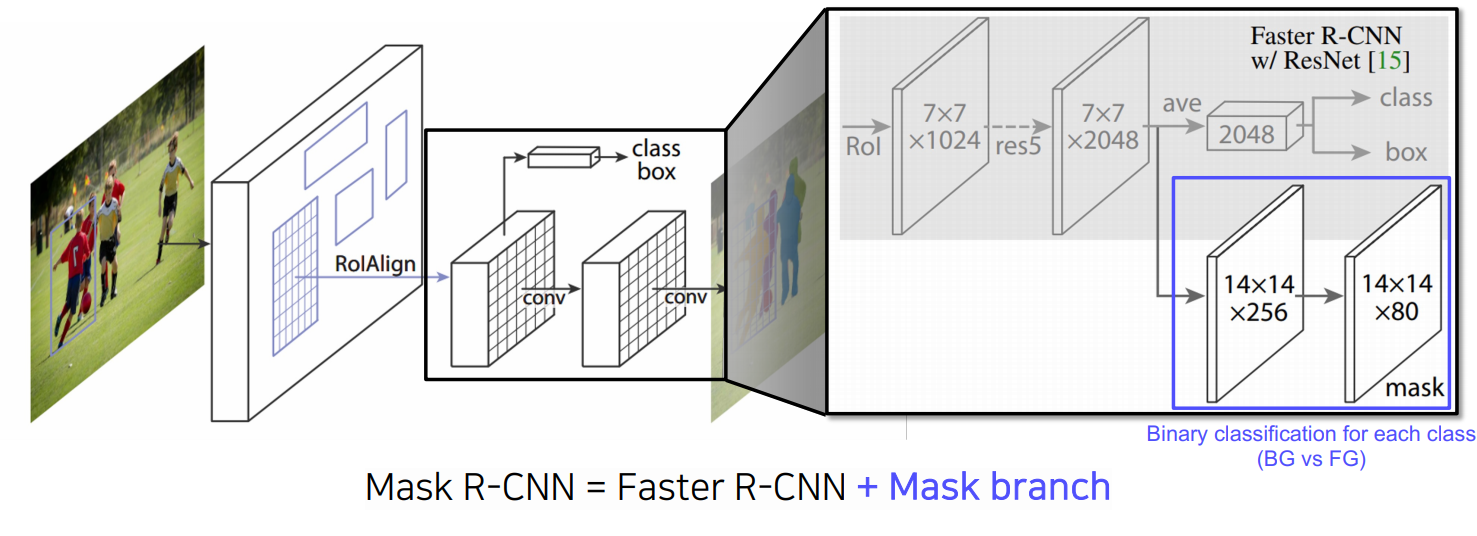 RoIAlign
class
box
conv
conv
Faster R-CNN
w/ ResNet [15]
RoI
7×7
×1024
res5
7×7
×2048
ave
2048
class
box
14×14
×256
14×14
×80
mask
Binary classification for each class
(BG vs FG)
Mask R-CNN = Faster R-CNN + Mask branch